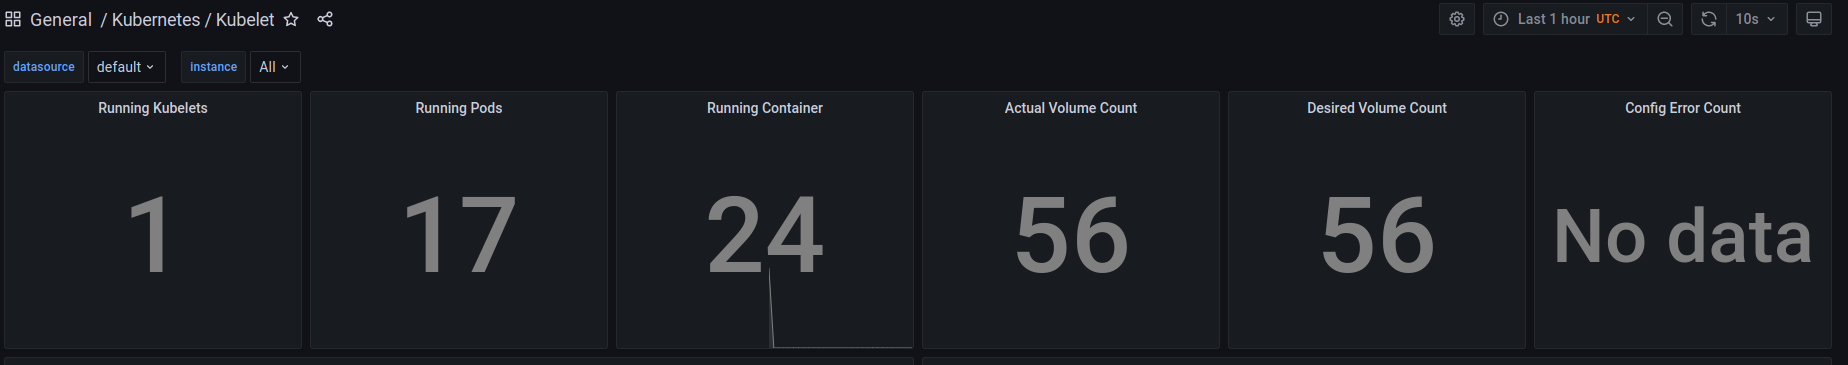 General / Kubernetes / Kubelet
Last 1 hour UTC
10s
datasource default instance All
Running Kubelets
1
Running Pods
17
Running Container
24
Actual Volume Count
56
Desired Volume Count
56
Config Error Count
No data